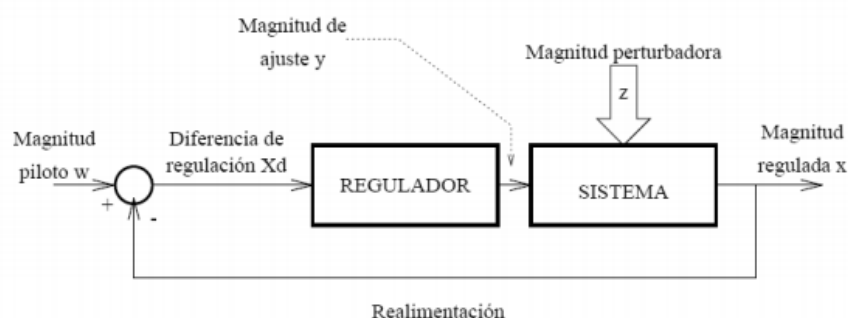 Magnitud de
ajuste y
Magnitud perturbadora
z
Magnitud
piloto w
Diferencia de
regulación Xd
Magnitud
regulada x
REGULADOR
SISTEMA
+
-
Realimentación